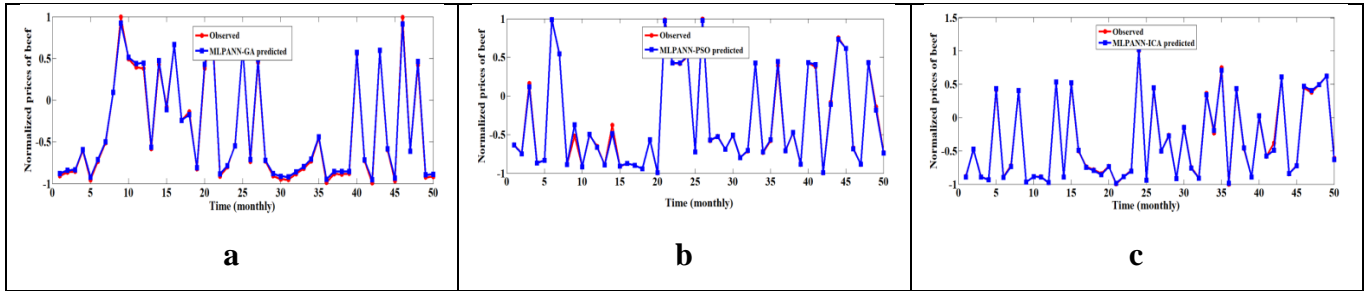 Normalized prices of beef
1
0.5
0
-0.5
-1
0 5 10 15 20 25 30 35 40 45 50
Time (monthly)
Observed
MLPANN-GA predicted
a
Normalized prices of beef
1
0.5
0
-0.5
-1
0 5 10 15 20 25 30 35 40 45 50
Time (monthly)
Observed
MLPANN-PSO predicted
b
Normalized prices of beef
1.5
1
0.5
0
-0.5
-1
0 5 10 15 20 25 30 35 40 45 50
Time (monthly)
Observed
MLPANN-ICA predicted
c